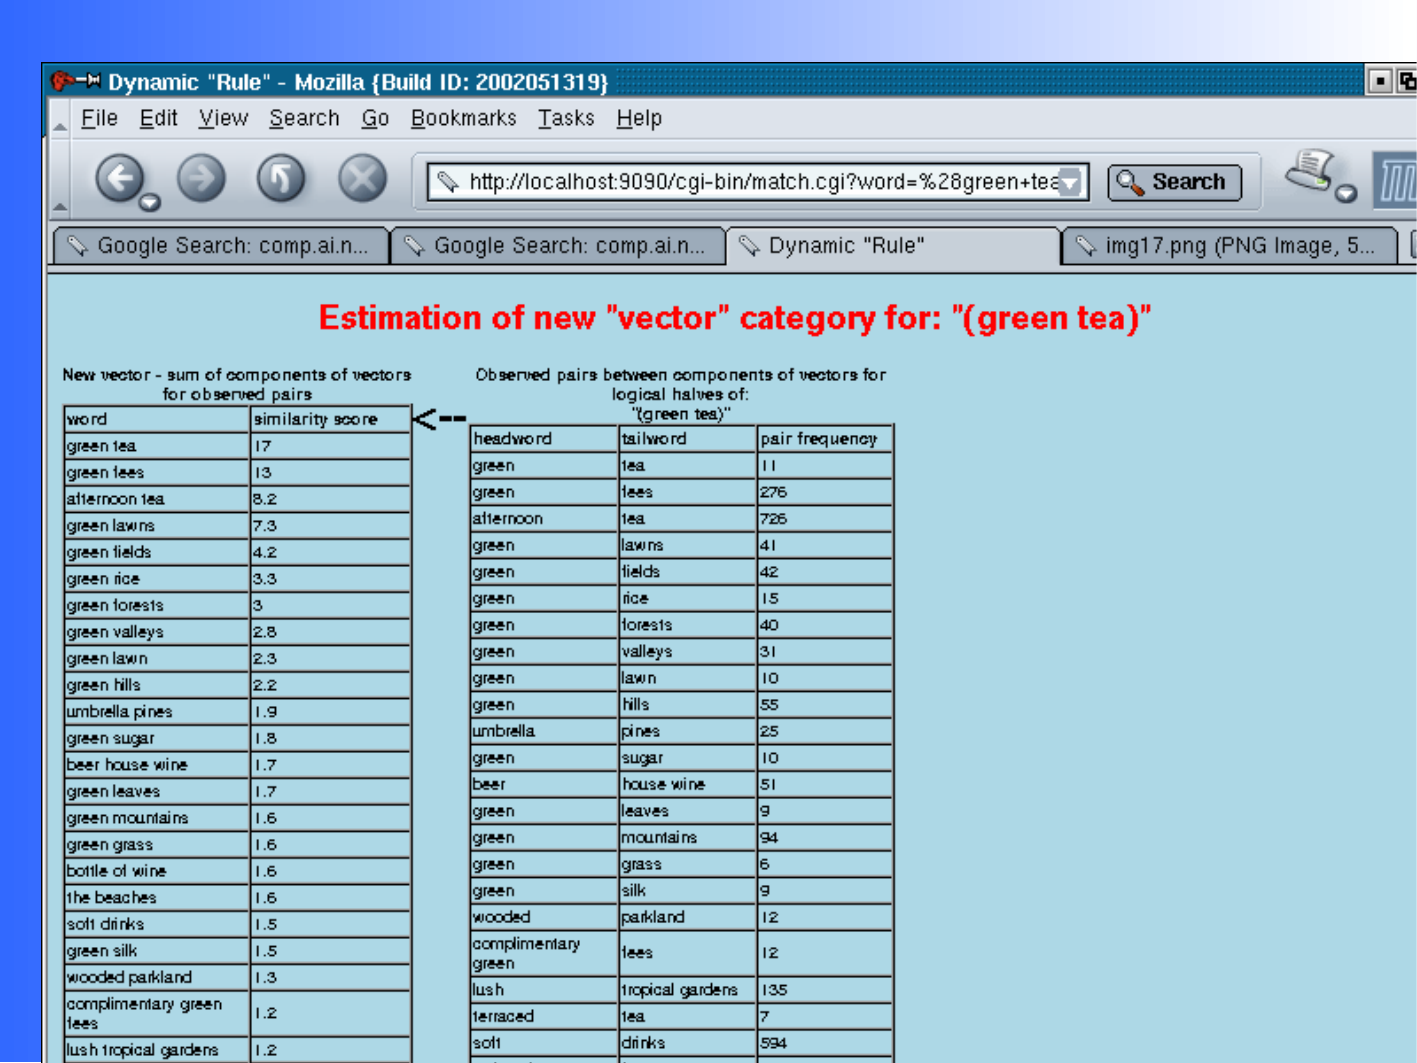 Dynamic "Rule" - Mozilla {Build ID: 2002051319}
File Edit View Search Go Bookmarks Tasks Help
http://localhost:9090/cgi-bin/match.cgi?word=%28green+tea
Search
Google Search: comp.ai.n... Google Search: comp.ai.n... Dynamic "Rule" img17.png (PNG Image, 5...
Estimation of new "vector" category for: "(green tea)"
New vector - sum of components of vectors
for observed pairs
word similarity score
green tea 17
green fees 13
afternoon tea 8.2
green lawns 7.3
green fields 4.2
green rice 3.3
green forests 3
green valleys 2.8
green lawn 2.3
green hills 2.2
umbrella pines 1.9
green sugar 1.8
beer house wine 1.7
green leaves 1.7
green mountains 1.6
green grass 1.6
bottle of wine 1.6
the beaches 1.6
soft drinks 1.5
green silk 1.5
wooded parkland 1.3
complimentary green
fees 1.2
lush tropical gardens 1.2
<--
Observed pairs between components of vectors for
logical halves of:
"(green tea)"
headword tailword pair frequency
green tea 11
green fees 276
afternoon tea 726
green lawns 41
green fields 42
green rice 15
green forests 40
green valleys 31
green lawn 10
green hills 55
umbrella pines 25
green sugar 10
beer house wine 51
green leaves 9
green mountains 94
green grass 6
green silk 9
wooded parkland 12
complimentary
green fees 12
lush tropical gardens 135
terraced tea 7
soft drinks 594